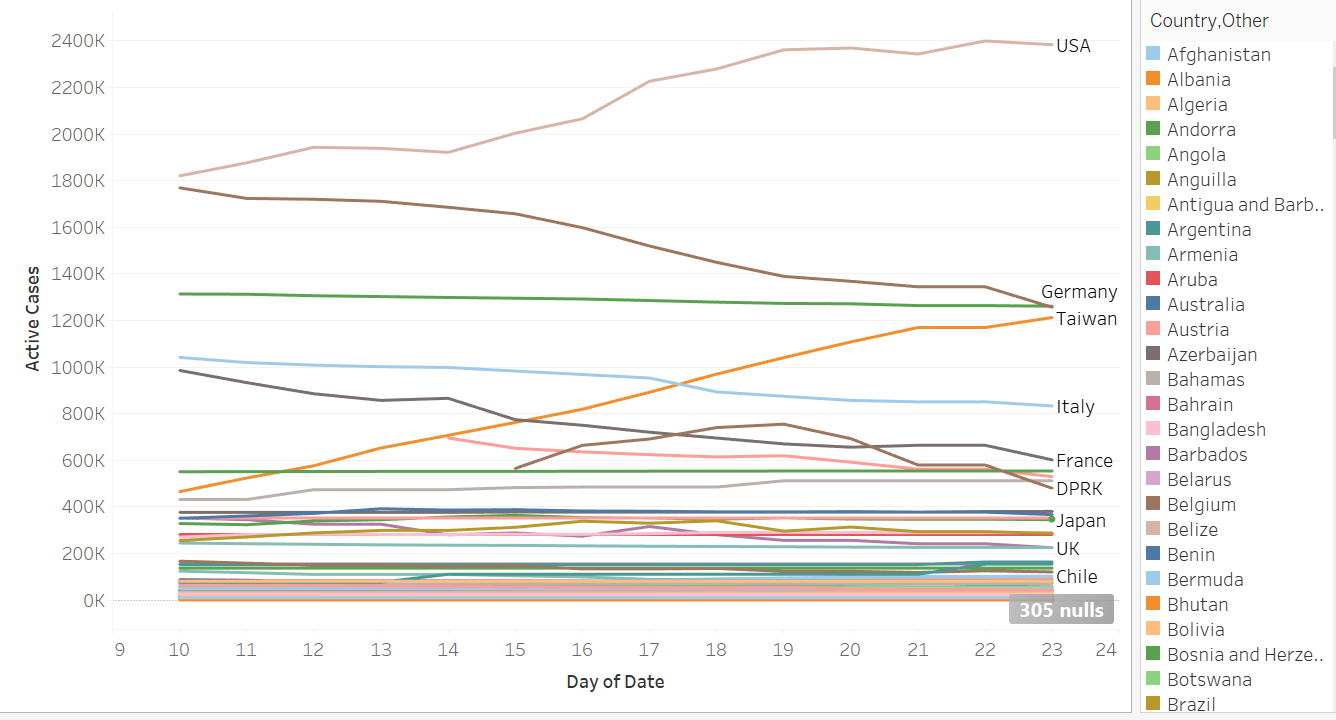 2400K
2200K
2000K
1800K
1600K
1400K
1200K
1000K
800K
600K
400K
200K
0K
Active Cases
USA
Germany
Taiwan
Italy
France
DPRK
Japan
UK
Chile
305 nulls
9 10 11 12 13 14 15 16 17 18 19 20 21 22 23 24
Day of Date
Country,Other
Afghanistan
Albania
Algeria
Andorra
Angola
Anguilla
Antigua and Barb..
Argentina
Armenia
Aruba
Australia
Austria
Azerbaijan
Bahamas
Bahrain
Bangladesh
Barbados
Belarus
Belgium
Belize
Benin
Bermuda
Bhutan
Bolivia
Bosnia and Herze..
Botswana
Brazil